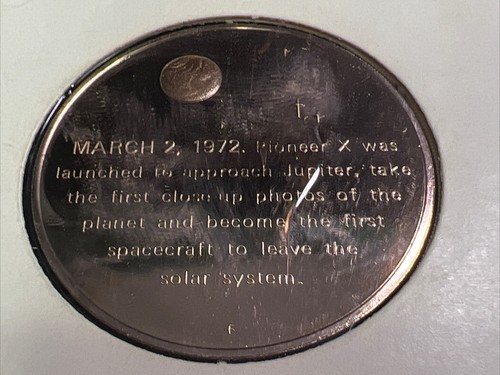 MARCH 2, 1972. Pioneer X was
launched to approach Jupiter, take
the first close-up photos of the
planet and become the first
spacecraft to leave the
solar system.